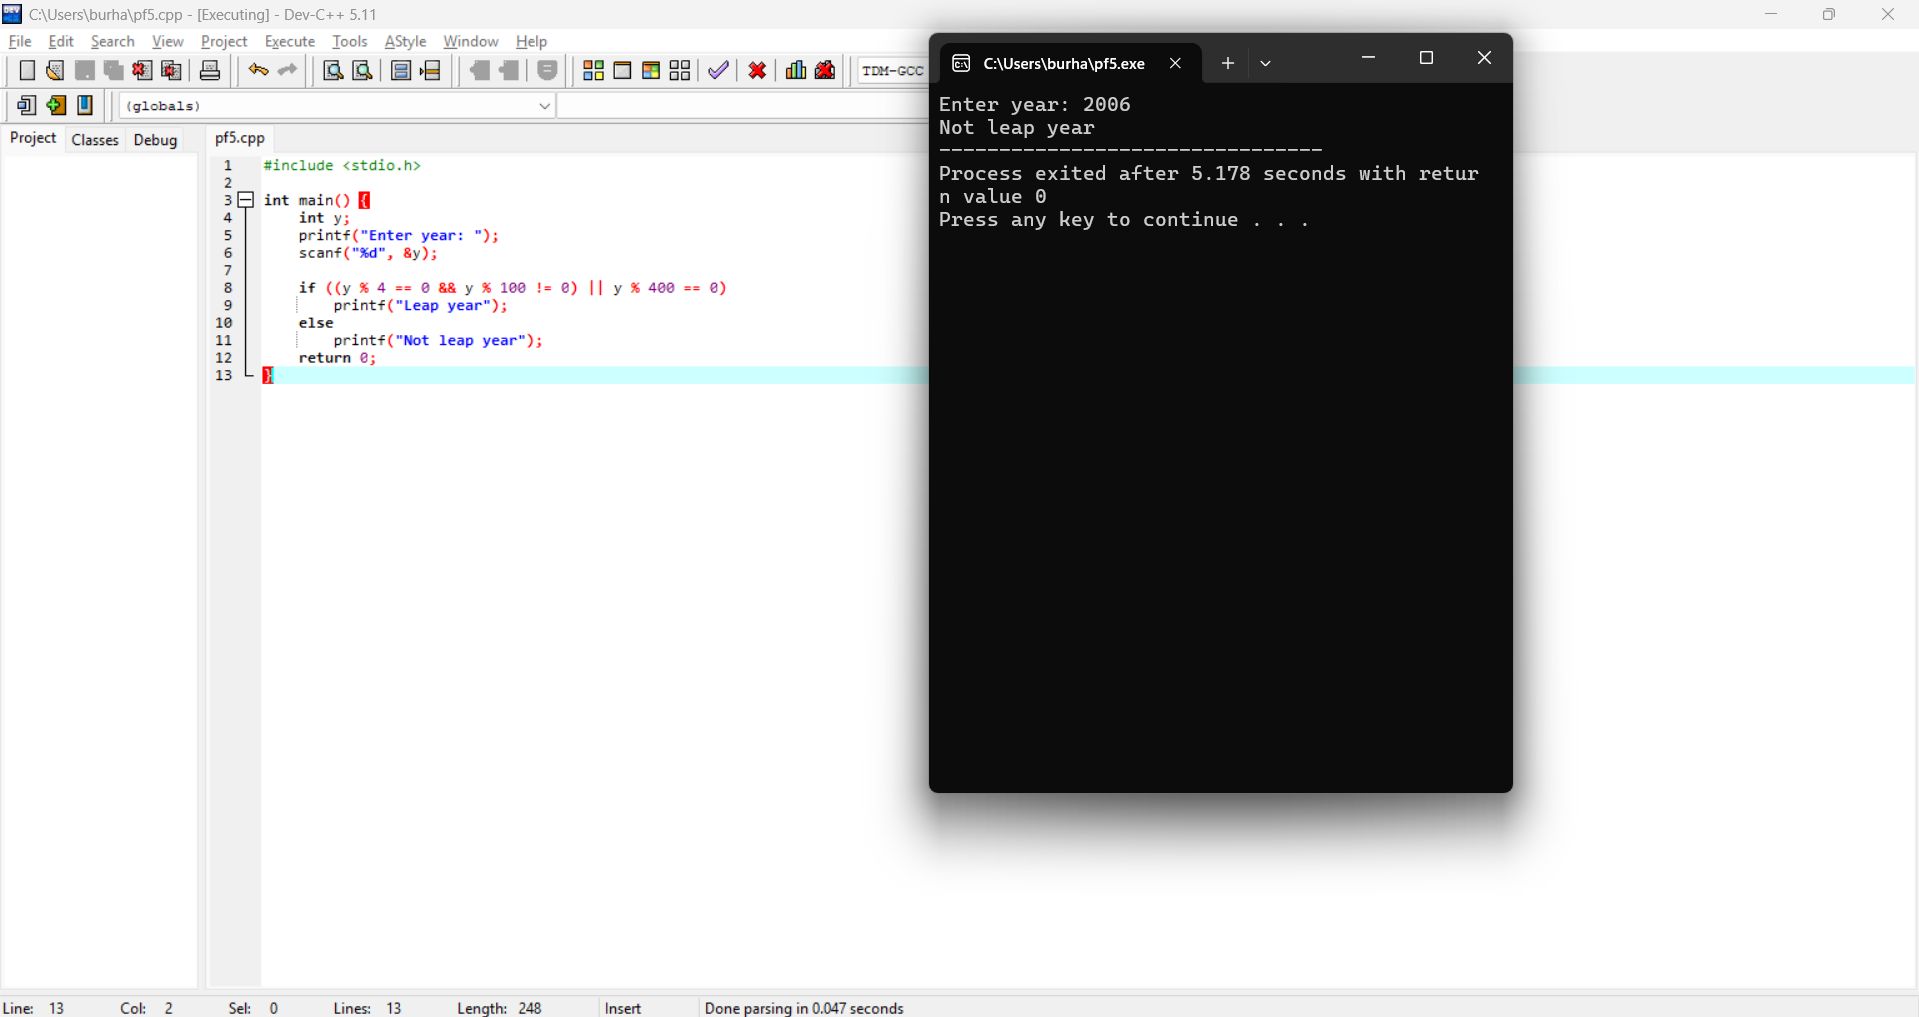 C:\Users\burha\pf5.cpp - [Executing] - Dev-C++ 5.11
File Edit Search View Project Execute Tools AStyle Window Help
TDM-GCC
(globals)
Project Classes Debug
pf5.cpp
1 #include <stdio.h>
2
3 int main() {
4 int y;
5 printf("Enter year: ");
6 scanf("%d", &y);
7
8 if ((y % 4 == 0 && y % 100 != 0) || y % 400 == 0)
9 printf("Leap year");
10 else
11 printf("Not leap year");
12 return 0;
13 }
C:\Users\burha\pf5.exe
Enter year: 2006
Not leap year
--------------------------------
Process exited after 5.178 seconds with retur
n value 0
Press any key to continue . . .
Line: 13 Col: 2 Sel: 0 Lines: 13 Length: 248 Insert Done parsing in 0.047 seconds